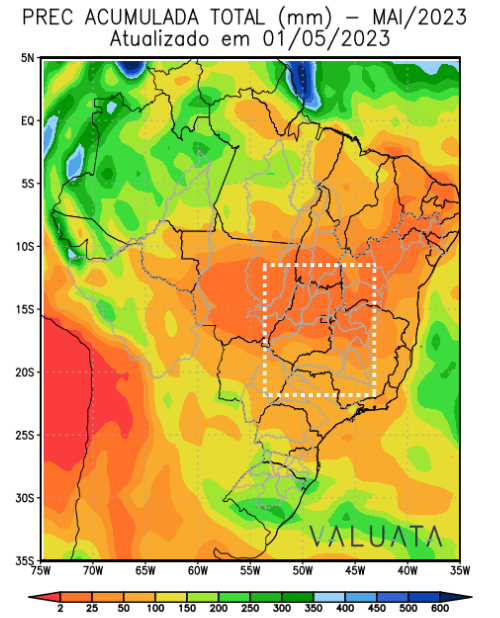 PREC ACUMULADA TOTAL (mm) – MAI/2023
Atualizado em 01/05/2023
5N
EQ
5S
10S
15S
20S
25S
30S
35S
VALUATA
75W 70W 65W 60W 55W 50W 45W 40W 35W
2 25 50 100 150 200 250 300 350 400 450 500 600